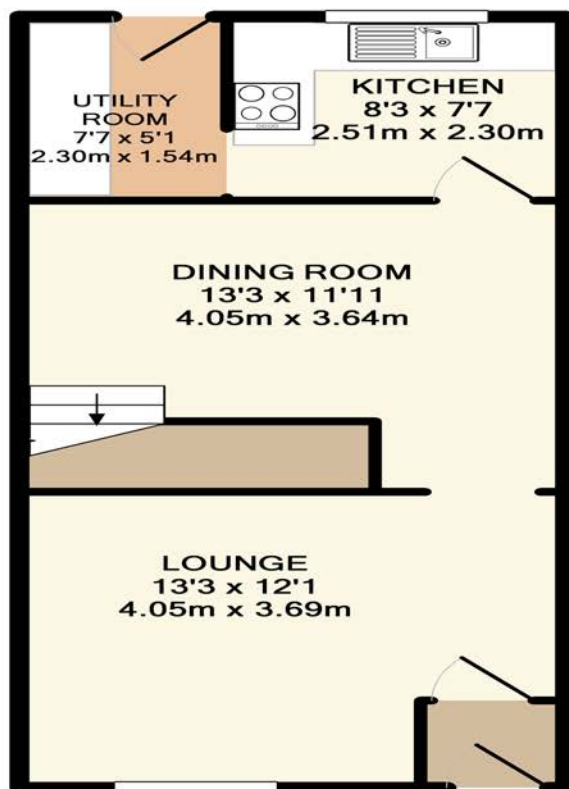 UTILITY
ROOM
7'7 x 5'1
2.30m x 1.54m
KITCHEN
8'3 x 7'7
2.51m x 2.30m
DINING ROOM
13'3 x 11'11
4.05m x 3.64m
LOUNGE
13'3 x 12'1
4.05m x 3.69m